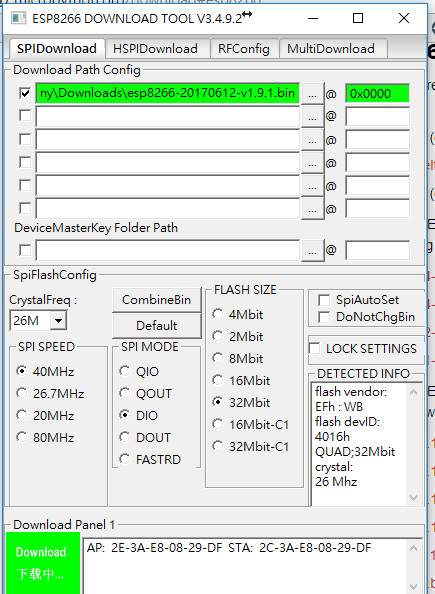 ESP8266 DOWNLOAD TOOL V3.4.9.2
SPIDownload HSPIDownload RFConfig MultiDownload
Download Path Config
ny\Downloads\esp8266-20170612-v1.9.1.bin ... @ 0x0000
... @
... @
... @
... @
... @
DeviceMasterKey Folder Path
... @
SpiFlashConfig
CrystalFreq :
26M
CombineBin
Default
SPI SPEED
40MHz
26.7MHz
20MHz
80MHz
SPI MODE
QIO
QOUT
DIO
DOUT
FASTRD
FLASH SIZE
4Mbit
2Mbit
8Mbit
16Mbit
32Mbit
16Mbit-C1
32Mbit-C1
SpiAutoSet
DoNotChgBin
LOCK SETTINGS
DETECTED INFO
flash vendor:
EFh : WB
flash devID:
4016h
QUAD;32Mbit
crystal:
26 Mhz
Download Panel 1
Download
下载中...
AP: 2E-3A-E8-08-29-DF STA: 2C-3A-E8-08-29-DF